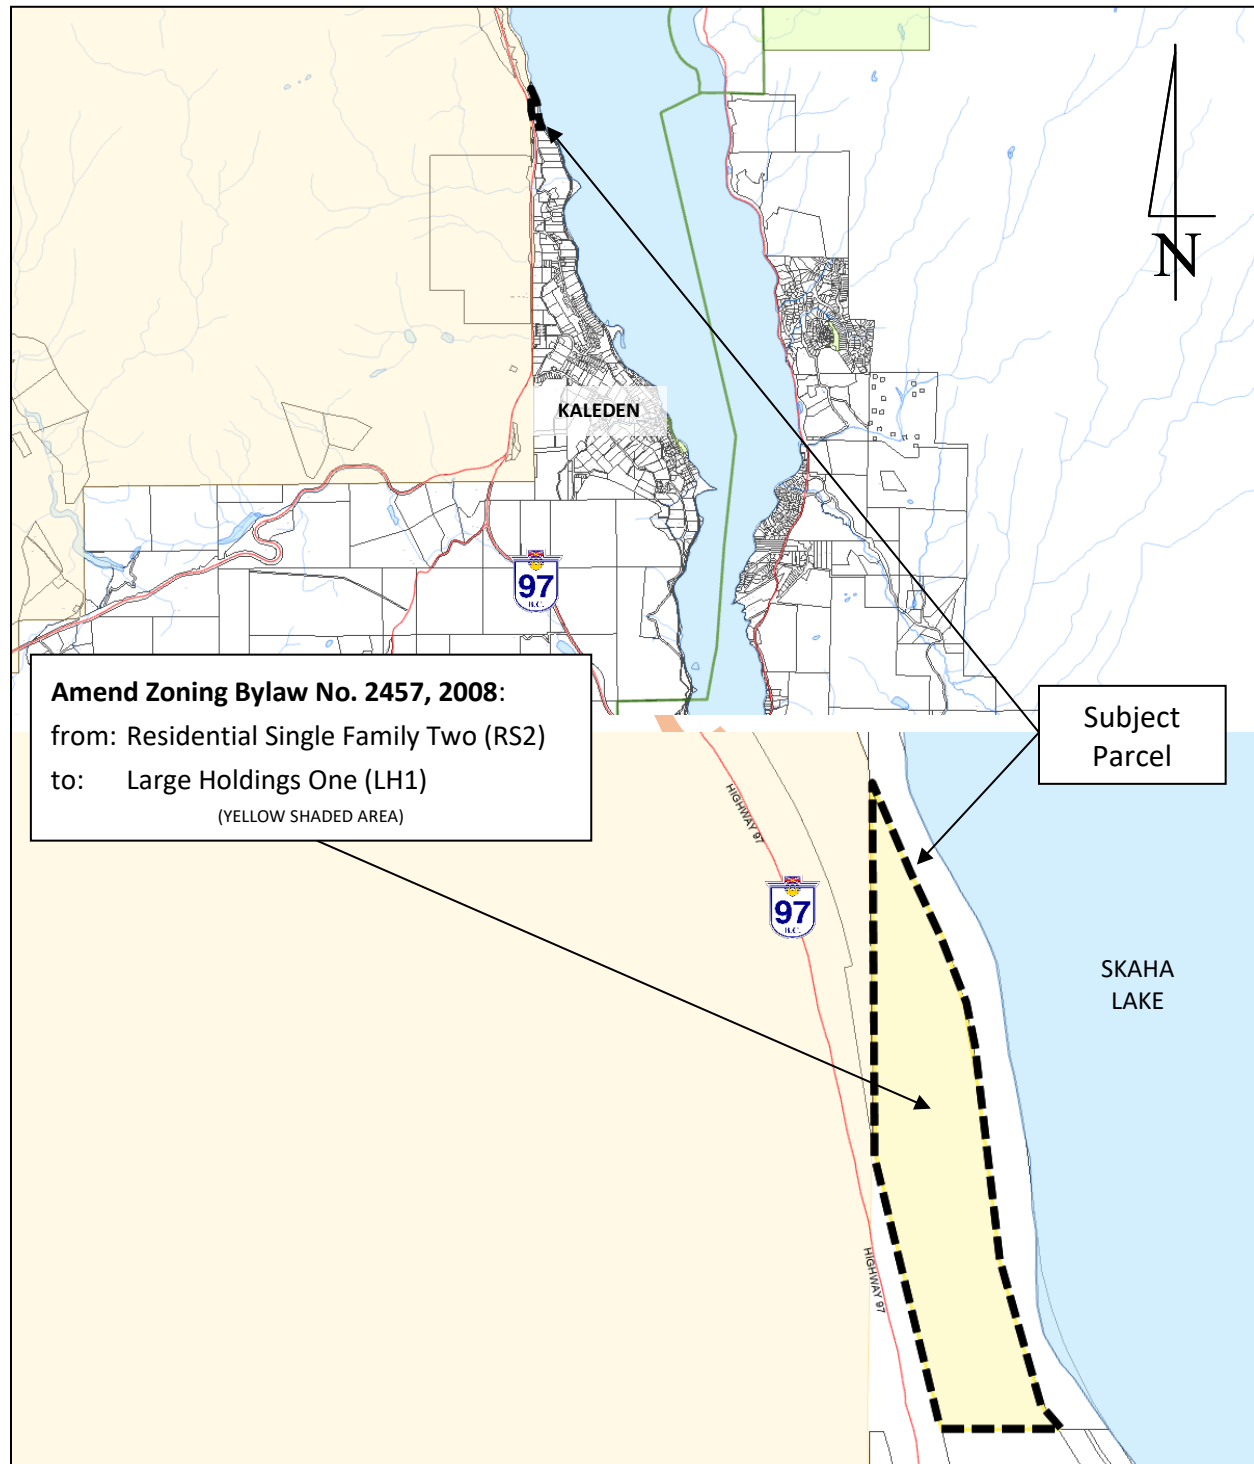 N
KALEDEN
97
B.C.
Amend Zoning Bylaw No. 2457, 2008:
from: Residential Single Family Two (RS2)
to: Large Holdings One (LH1)
(YELLOW SHADED AREA)
Subject
Parcel
HIGHWAY 97
97
B.C.
SKAHA
LAKE
HIGHWAY 97